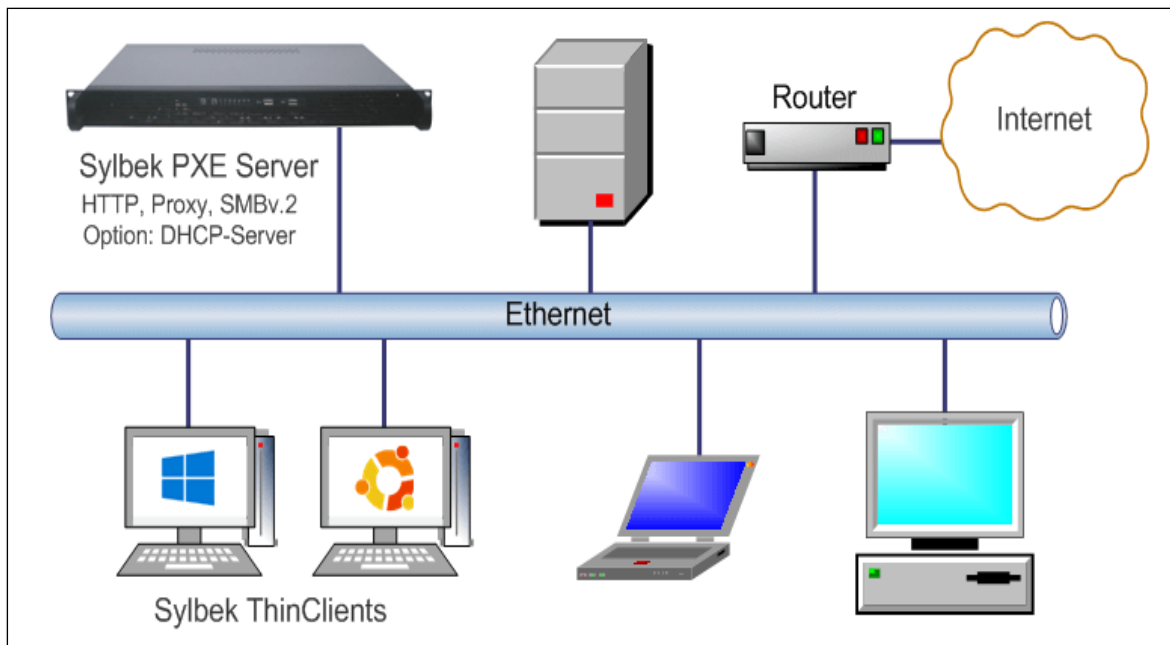 Sylbek PXE Server
HTTP, Proxy, SMBv.2
Option: DHCP-Server
Router
Internet
Ethernet
Sylbek ThinClients